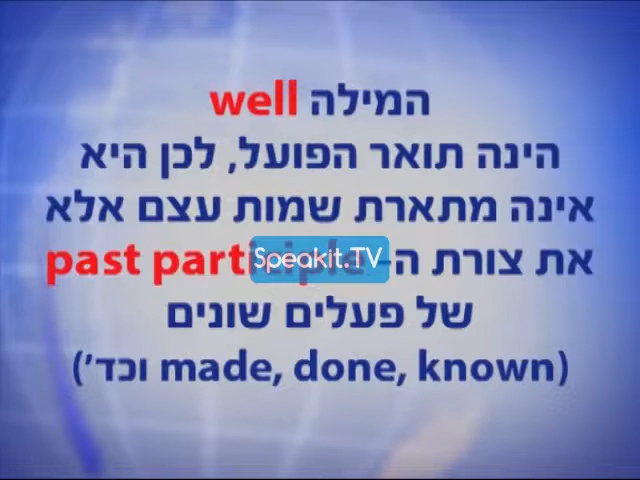 המילה well
הינה תואר הפועל, לכן היא
אינה מתארת שמות עצם אלא
את צורת ה- past participle
של פעלים שונים
(made, done, known וכד')
Speakit.TV